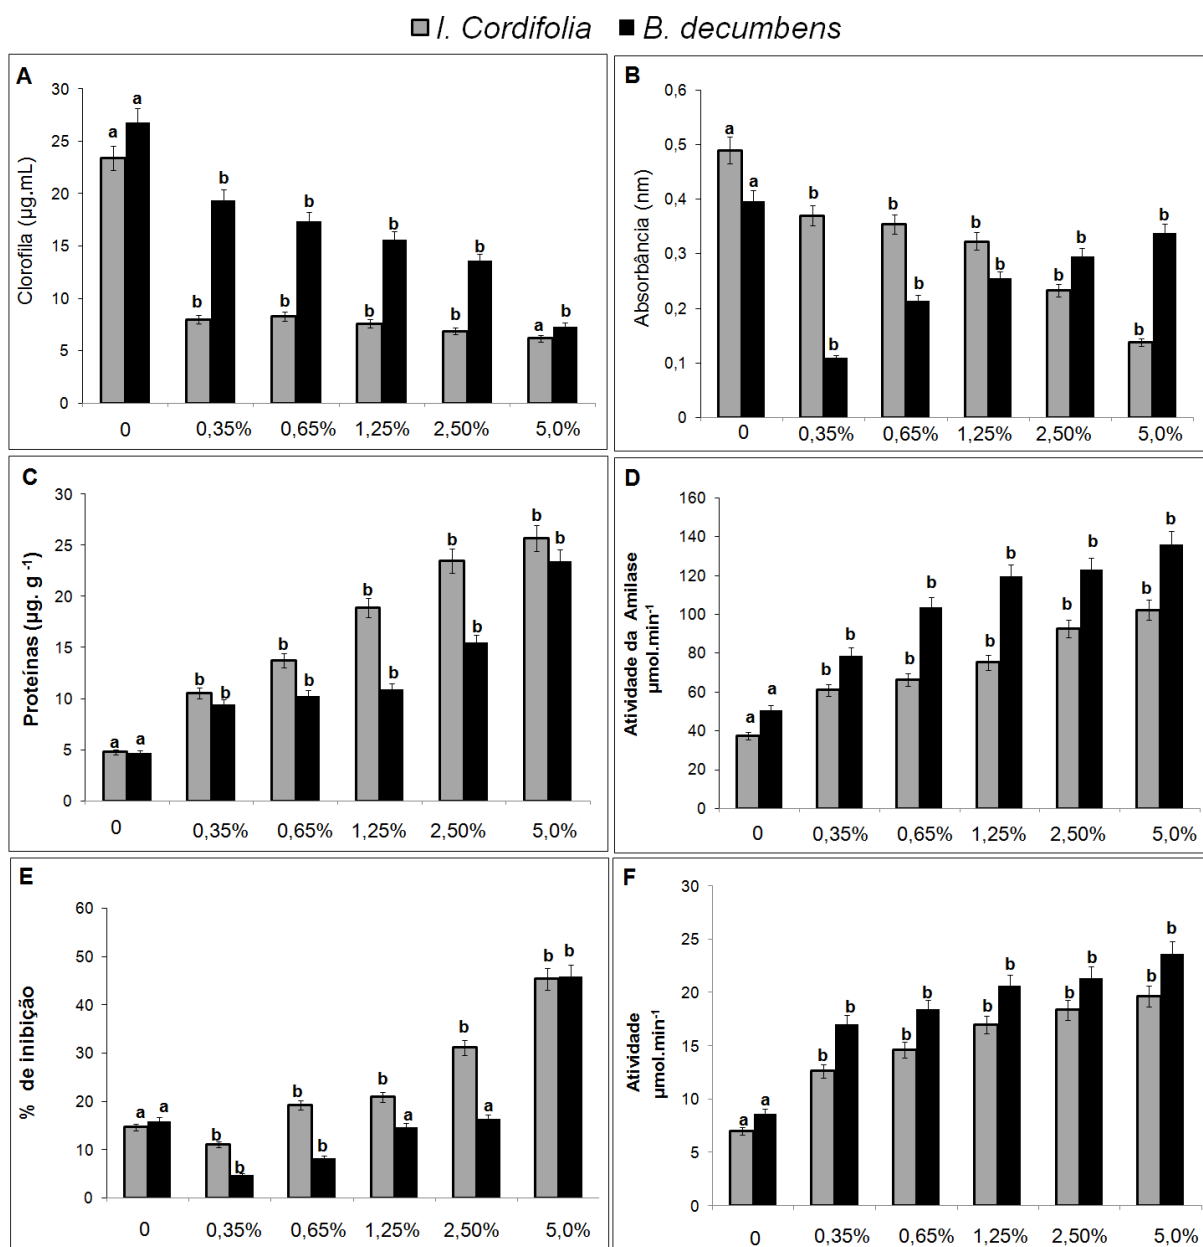 I. Cordifolia B. decumbens
A
Clorofila (µg.mL)
30
25
20
15
10
5
0
a a
b b
b b
b b
b b
a b
0 0,35% 0,65% 1,25% 2,50% 5,0%
B
Absorbância (nm)
0,6
0,5
0,4
0,3
0,2
0,1
0
a a
b b
b b
b b
b b
b b
0 0,35% 0,65% 1,25% 2,50% 5,0%
C
Proteínas (µg. g -1)
30
25
20
15
10
5
0
a a
b b
b b
b b
b b
b b
0 0,35% 0,65% 1,25% 2,50% 5,0%
D
Atividade da Amilase
µmol.min-1
160
140
120
100
80
60
40
20
0
a a
b b
b b
b b
b b
b b
0 0,35% 0,65% 1,25% 2,50% 5,0%
E
% de inibição
60
50
40
30
20
10
0
a a
b b
b b
b a
b a
b b
0 0,35% 0,65% 1,25% 2,50% 5,0%
F
Atividade
µmol.min-1
30
25
20
15
10
5
0
a a
b b
b b
b b
b b
b b
0 0,35% 0,65% 1,25% 2,50% 5,0%